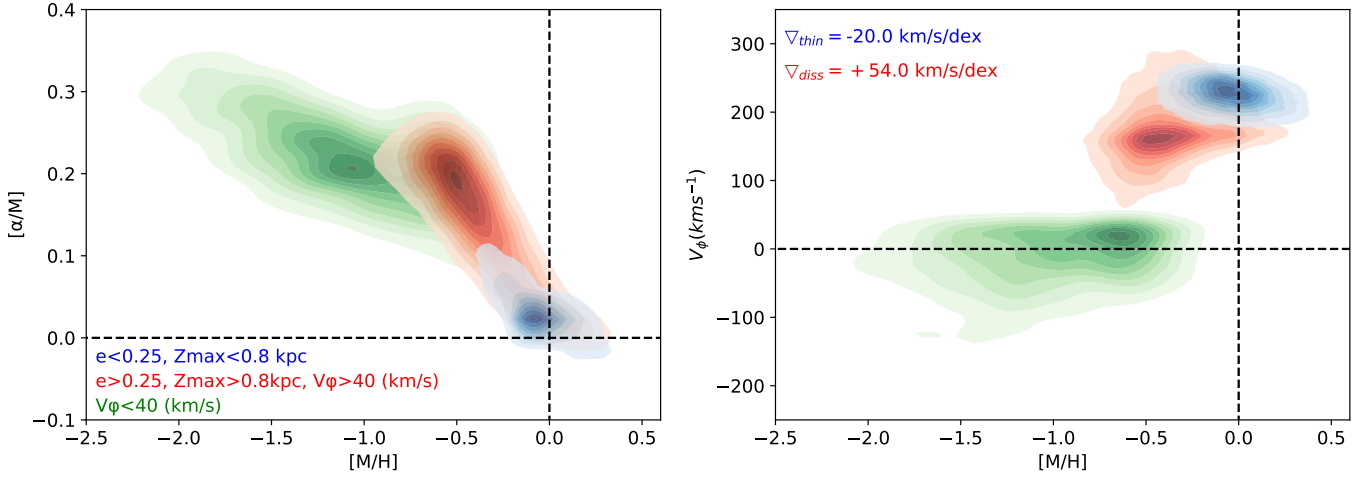 [α/M]
0.4
0.3
0.2
0.1
0.0
−0.1
e<0.25, Zmax<0.8 kpc
e>0.25, Zmax>0.8kpc, Vφ>40 (km/s)
Vφ<40 (km/s)
−2.5 −2.0 −1.5 −1.0 −0.5 0.0 0.5
[M/H]
V_ϕ(kms⁻¹)
300
200
100
0
−100
−200
▽_thin = -20.0 km/s/dex
▽_diss = + 54.0 km/s/dex
−2.5 −2.0 −1.5 −1.0 −0.5 0.0 0.5
[M/H]